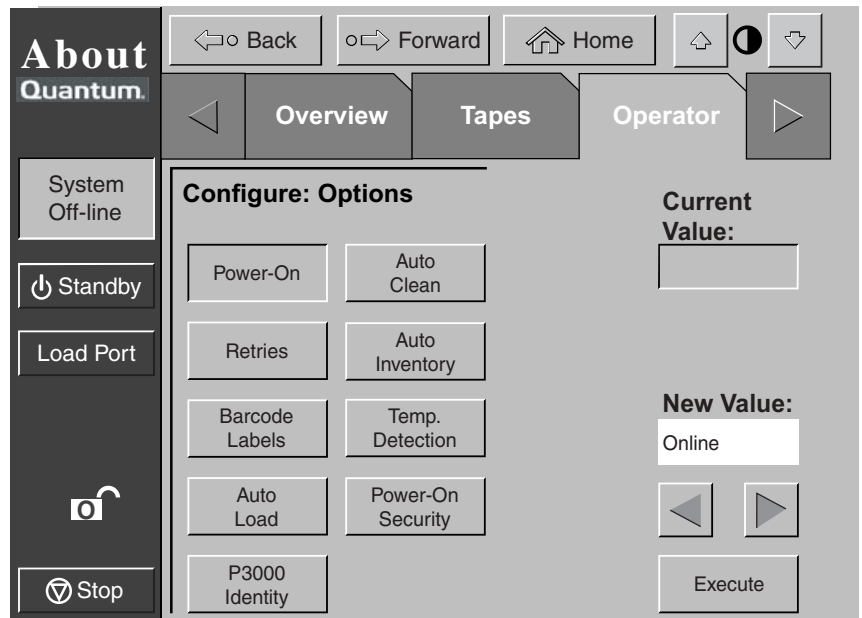 About
Quantum.
Back
Forward
Home
Overview
Tapes
Operator
System
Off-line
Standby
Load Port
O
Stop
Configure: Options
Power-On
Auto
Clean
Retries
Auto
Inventory
Barcode
Labels
Temp.
Detection
Auto
Load
Power-On
Security
P3000
Identity
Current
Value:
New Value:
Online
Execute